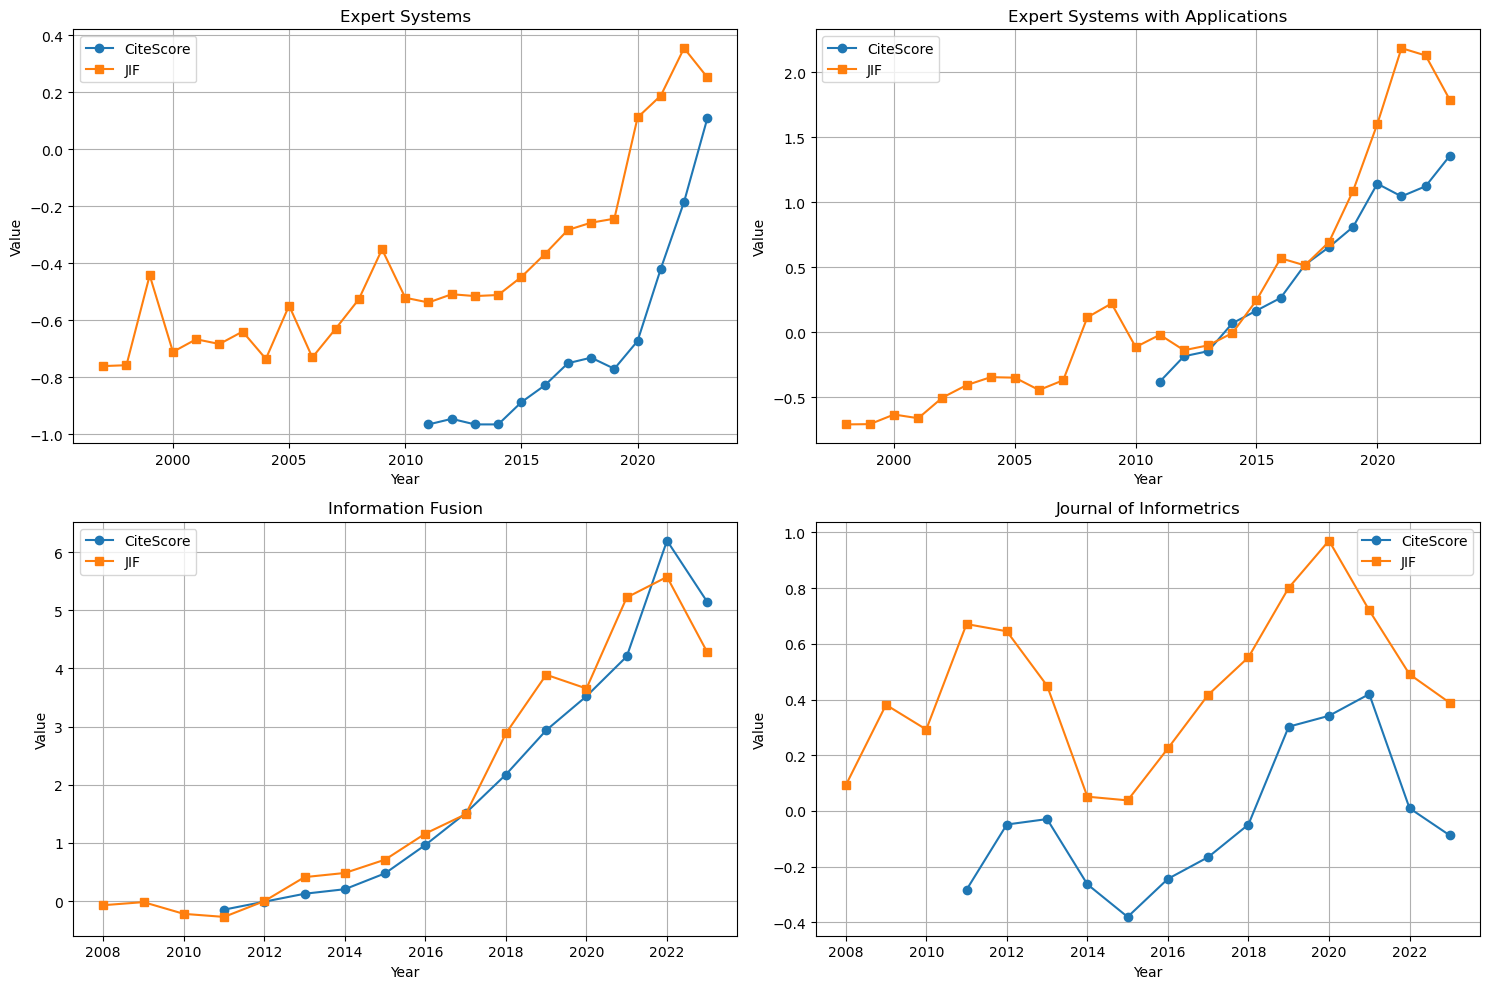 Expert Systems
CiteScore
JIF
0.4
0.2
0.0
−0.2
−0.4
−0.6
−0.8
−1.0
Value
2000
2005
2010
2015
2020
Year
Expert Systems with Applications
CiteScore
JIF
2.0
1.5
1.0
0.5
0.0
−0.5
Value
2000
2005
2010
2015
2020
Year
Information Fusion
CiteScore
JIF
6
5
4
3
2
1
0
Value
2008
2010
2012
2014
2016
2018
2020
2022
Year
Journal of Informetrics
CiteScore
JIF
1.0
0.8
0.6
0.4
0.2
0.0
−0.2
−0.4
Value
2008
2010
2012
2014
2016
2018
2020
2022
Year